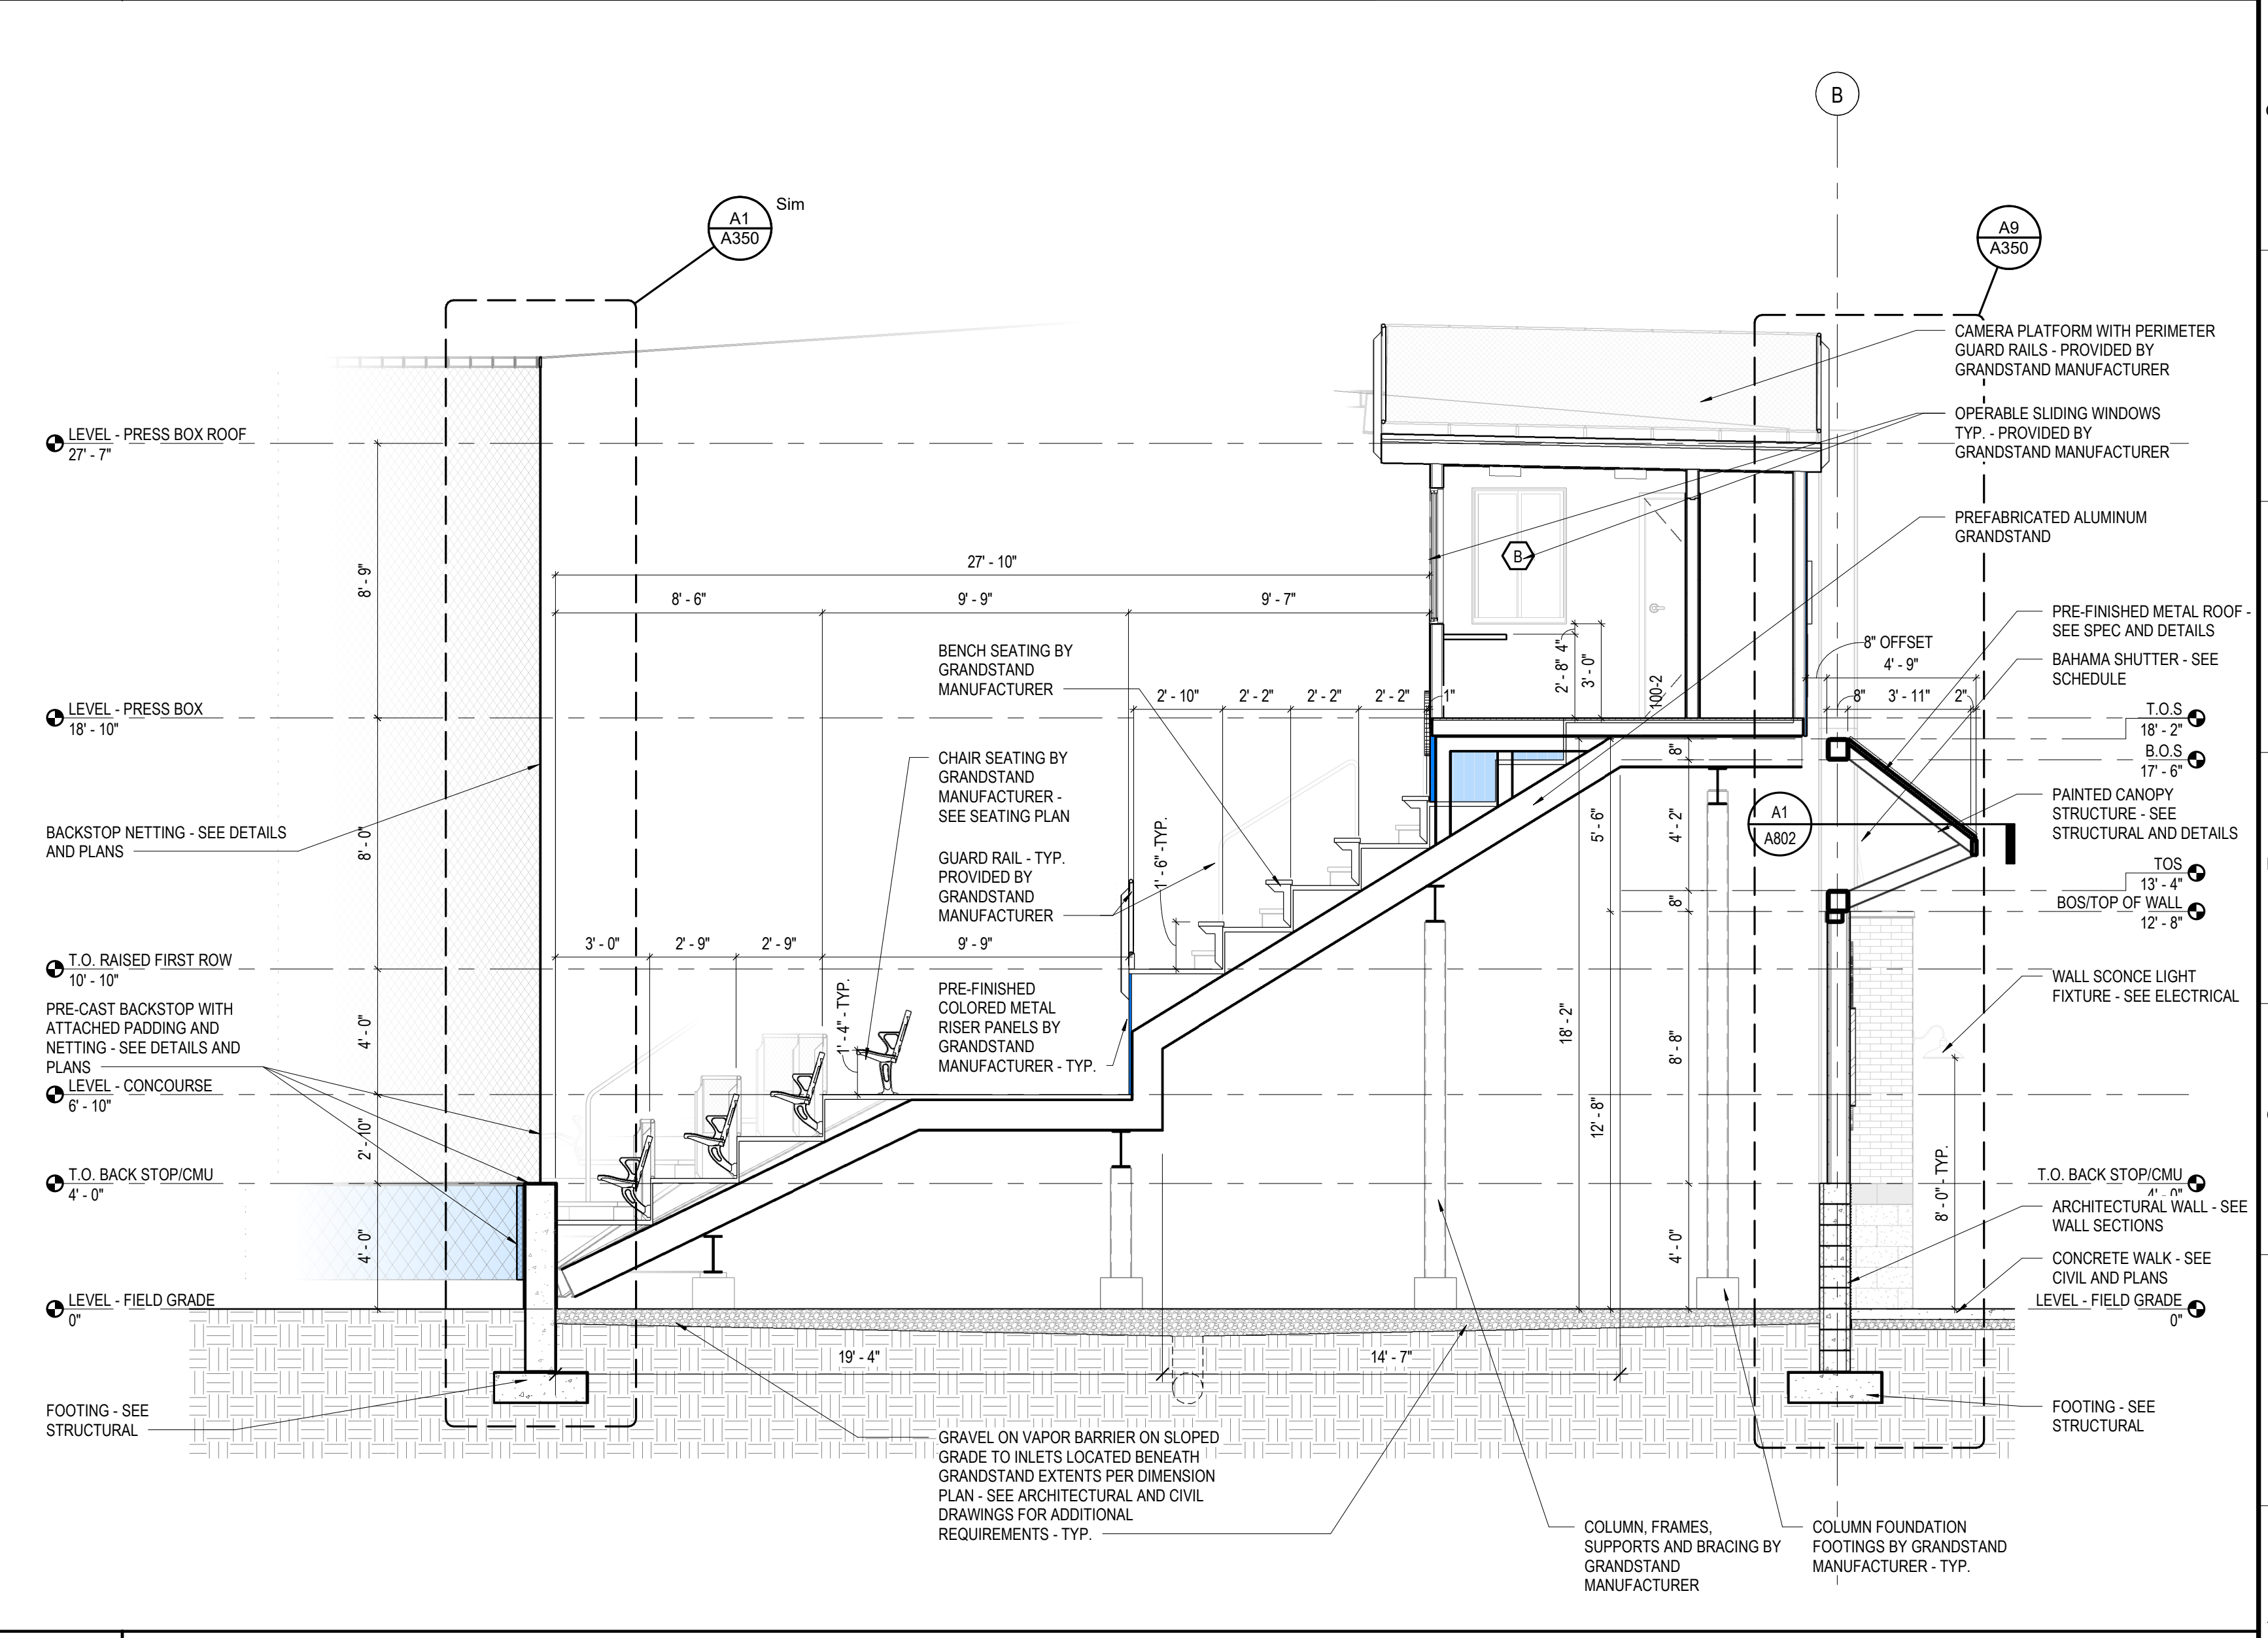 B
A1
A350
Sim
A9
A350
CAMERA PLATFORM WITH PERIMETER
GUARD RAILS - PROVIDED BY
GRANDSTAND MANUFACTURER
OPERABLE SLIDING WINDOWS
TYP. - PROVIDED BY
GRANDSTAND MANUFACTURER
PREFABRICATED ALUMINUM
GRANDSTAND
PRE-FINISHED METAL ROOF -
SEE SPEC AND DETAILS
BAHAMA SHUTTER - SEE
SCHEDULE
8" OFFSET
4' - 9"
8"
3' - 11"
2"
T.O.S
18' - 2"
B.O.S
17' - 6"
PAINTED CANOPY
STRUCTURE - SEE
STRUCTURAL AND DETAILS
A1
A802
TOS
13' - 4"
BOS/TOP OF WALL
12' - 8"
WALL SCONCE LIGHT
FIXTURE - SEE ELECTRICAL
8' - 0" - TYP.
T.O. BACK STOP/CMU
4' - 0"
ARCHITECTURAL WALL - SEE
WALL SECTIONS
CONCRETE WALK - SEE
CIVIL AND PLANS
LEVEL - FIELD GRADE
0"
FOOTING - SEE
STRUCTURAL
LEVEL - PRESS BOX ROOF
27' - 7"
8' - 9"
LEVEL - PRESS BOX
18' - 10"
BACKSTOP NETTING - SEE DETAILS
AND PLANS
8' - 0"
T.O. RAISED FIRST ROW
10' - 10"
PRE-CAST BACKSTOP WITH
ATTACHED PADDING AND
NETTING - SEE DETAILS AND
PLANS
4' - 0"
LEVEL - CONCOURSE
6' - 10"
2' - 10"
T.O. BACK STOP/CMU
4' - 0"
4' - 0"
LEVEL - FIELD GRADE
0"
FOOTING - SEE
STRUCTURAL
27' - 10"
8' - 6"
9' - 9"
9' - 7"
B
BENCH SEATING BY
GRANDSTAND
MANUFACTURER
2' - 10"
2' - 2"
2' - 2"
2' - 2"
1"
2' - 8"
4"
3' - 0"
100-2
CHAIR SEATING BY
GRANDSTAND
MANUFACTURER -
SEE SEATING PLAN
GUARD RAIL - TYP.
PROVIDED BY
GRANDSTAND
MANUFACTURER
1' - 6" -TYP.
3' - 0"
2' - 9"
2' - 9"
9' - 9"
1' - 4" - TYP.
PRE-FINISHED
COLORED METAL
RISER PANELS BY
GRANDSTAND
MANUFACTURER - TYP.
8"
5' - 6"
4' - 2"
8"
18' - 2"
8' - 8"
12' - 8"
4' - 0"
19' - 4"
14' - 7"
GRAVEL ON VAPOR BARRIER ON SLOPED
GRADE TO INLETS LOCATED BENEATH
GRANDSTAND EXTENTS PER DIMENSION
PLAN - SEE ARCHITECTURAL AND CIVIL
DRAWINGS FOR ADDITIONAL
REQUIREMENTS - TYP.
COLUMN, FRAMES,
SUPPORTS AND BRACING BY
GRANDSTAND
MANUFACTURER
COLUMN FOUNDATION
FOOTINGS BY GRANDSTAND
MANUFACTURER - TYP.